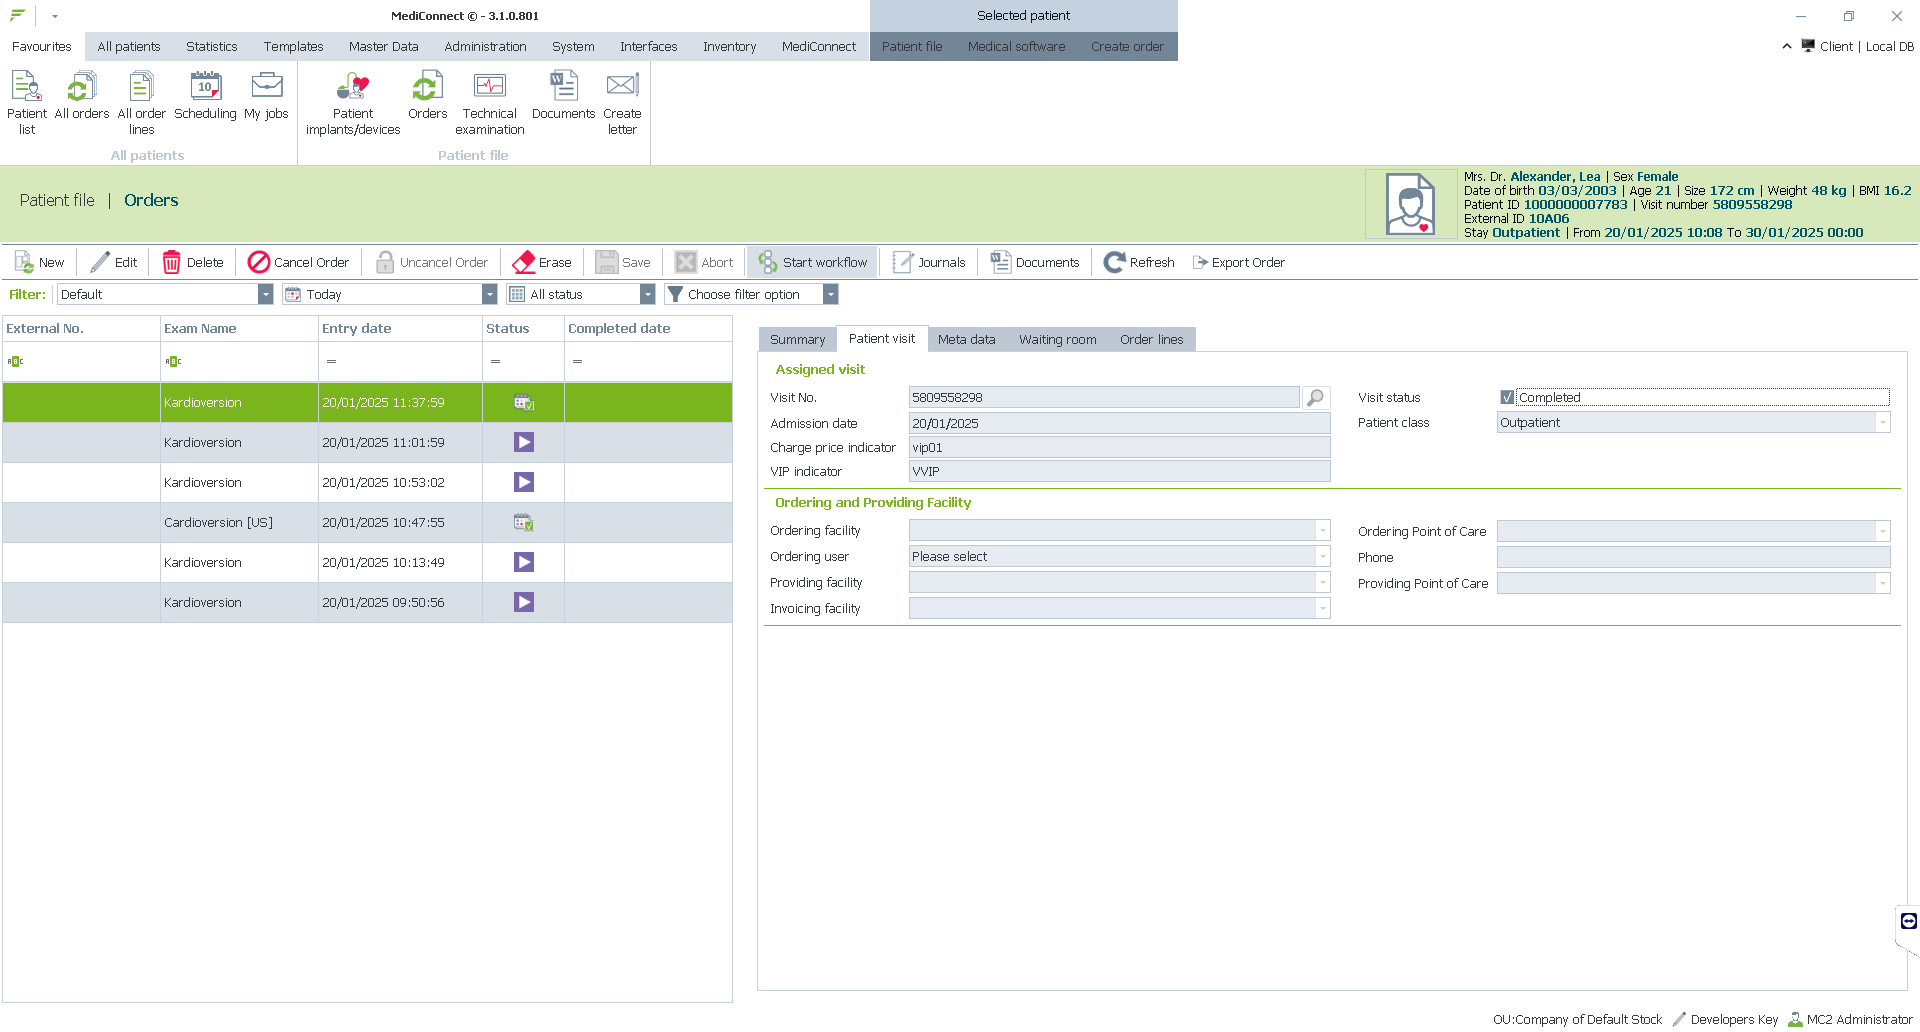 MediConnect © - 3.1.0.801
Selected patient
Favourites All patients Statistics Templates Master Data Administration System Interfaces Inventory MediConnect Patient file Medical software Create order
Client | Local DB
Patient list
All orders
All order lines
Scheduling
10
My jobs
Patient implants/devices
Orders
Technical examination
Documents
Create letter
All patients
Patient file
Patient file | Orders
Mrs. Dr. Alexander, Lea | Sex Female
Date of birth 03/03/2003 | Age 21 | Size 172 cm | Weight 48 kg | BMI 16.2
Patient ID 1000000007783 | Visit number 5809558298
External ID 10A06
Stay Outpatient | From 20/01/2025 10:08 To 30/01/2025 00:00
New Edit Delete Cancel Order Uncancel Order Erase Save Abort Start workflow Journals Documents Refresh Export Order
Filter: Default Today All status Choose filter option
External No. Exam Name Entry date Status Completed date
ABC ABC = = =
Kardioversion 20/01/2025 11:37:59
Kardioversion 20/01/2025 11:01:59
Kardioversion 20/01/2025 10:53:02
Cardioversion [US] 20/01/2025 10:47:55
Kardioversion 20/01/2025 10:13:49
Kardioversion 20/01/2025 09:50:56
Summary Patient visit Meta data Waiting room Order lines
Assigned visit
Visit No. 5809558298 Visit status Completed
Admission date 20/01/2025 Patient class Outpatient
Charge price indicator vip01
VIP indicator VVIP
Ordering and Providing Facility
Ordering facility Ordering Point of Care
Ordering user Please select Phone
Providing facility Providing Point of Care
Invoicing facility
OU:Company of Default Stock Developers Key MC2 Administrator